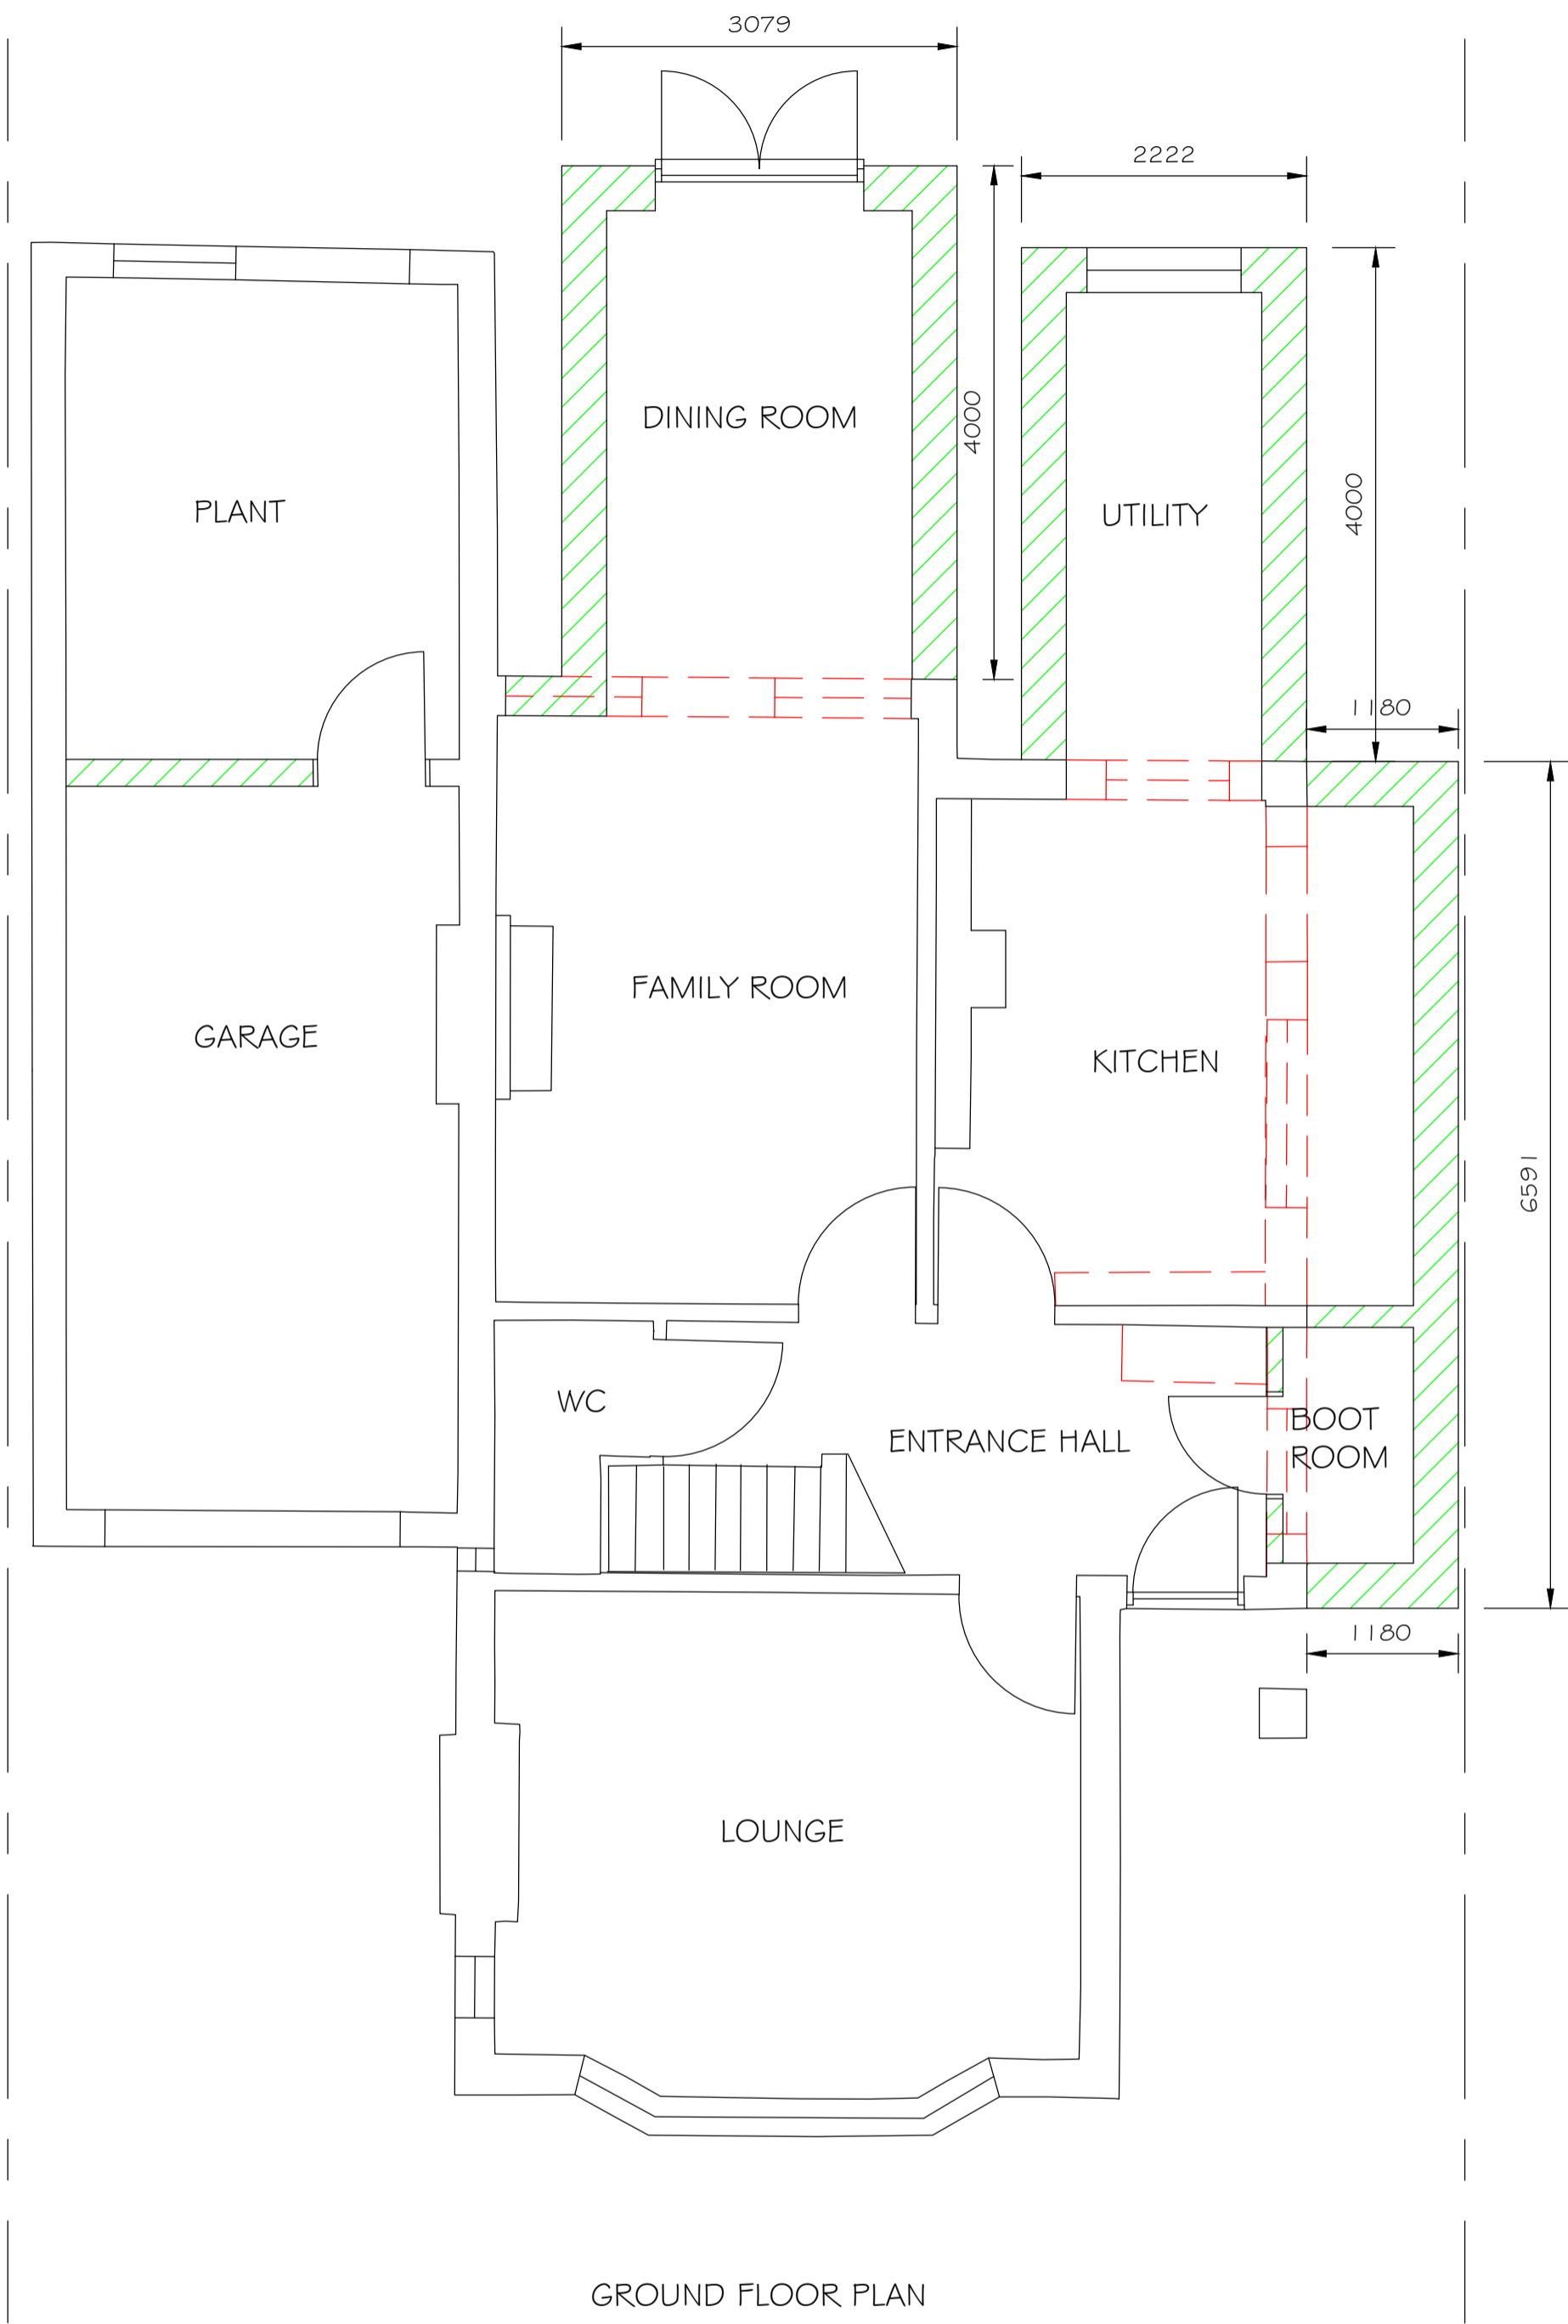 3079
2222
4000
4000
DINING ROOM
PLANT
UTILITY
1180
FAMILY ROOM
GARAGE
KITCHEN
6591
WC
BOOT
ROOM
ENTRANCE HALL
1180
LOUNGE
GROUND FLOOR PLAN